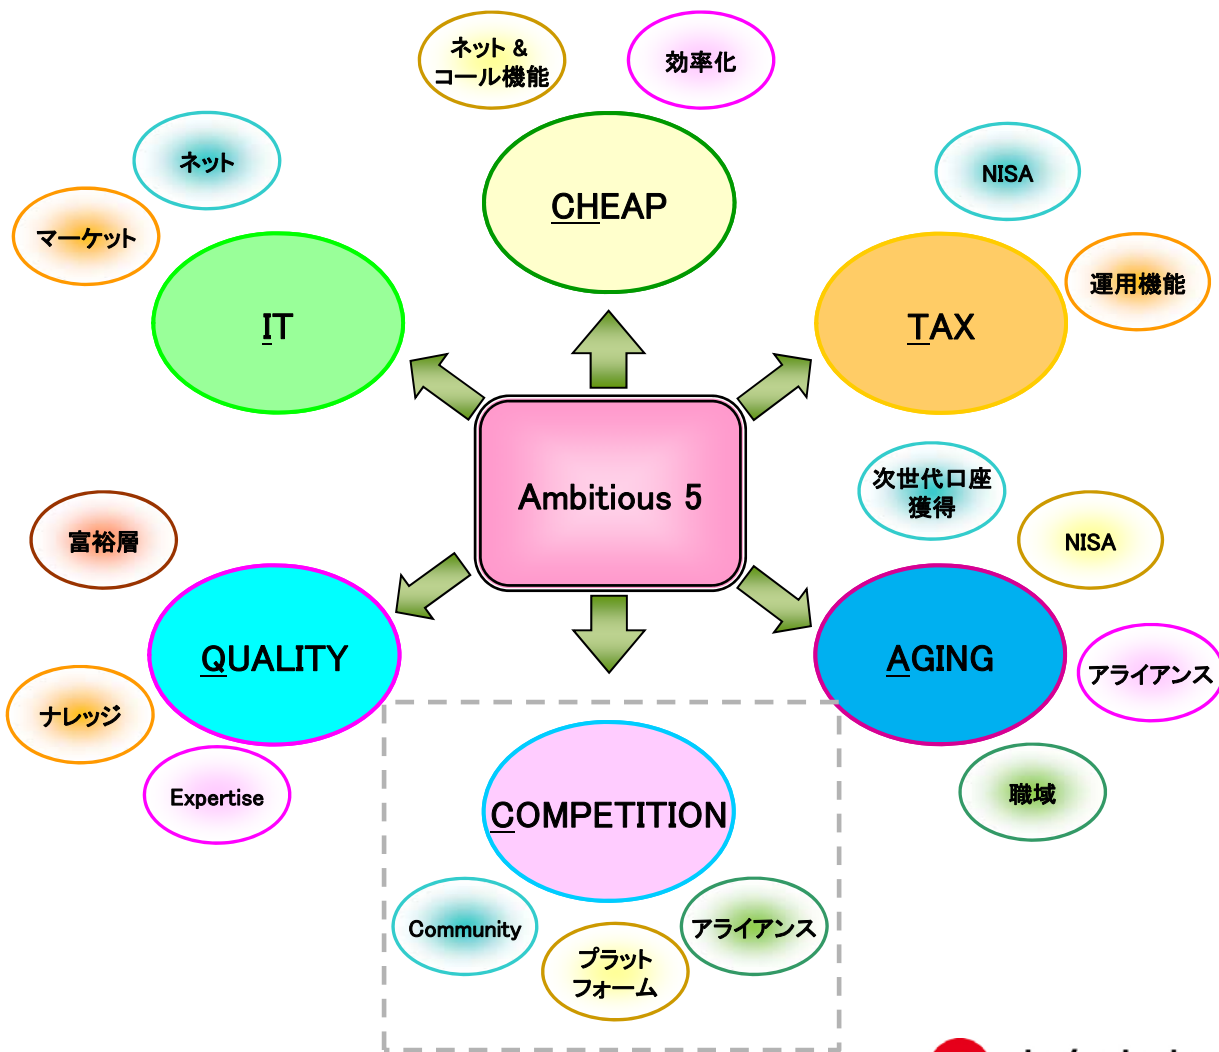 ネット &
コール機能
効率化
ネット
マーケット
IT
CHEAP
NISA
運用機能
TAX
Ambitious 5
富裕層
QUALITY
ナレッジ
Expertise
次世代口座
獲得
NISA
AGING
アライアンス
職域
COMPETITION
Community
プラット
フォーム
アライアンス